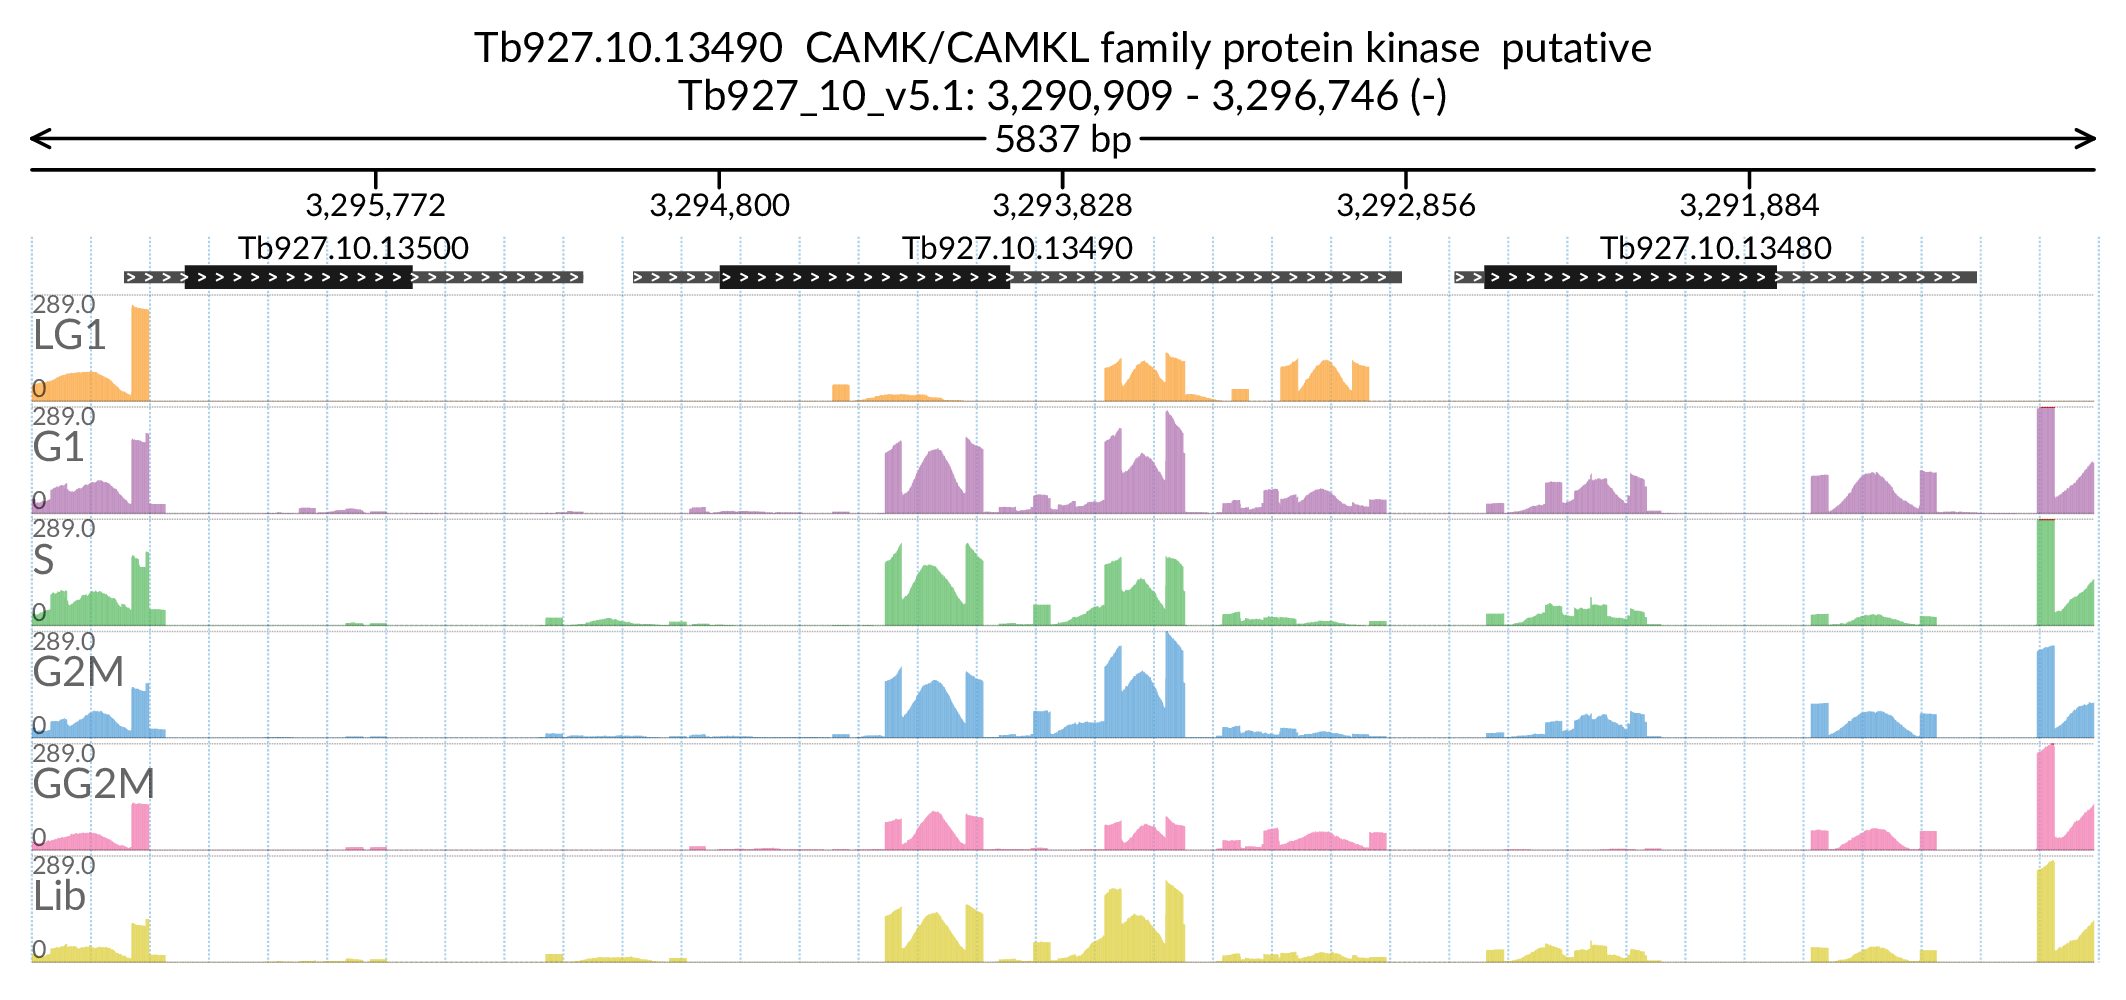 Tb927.10.13490 CAMK/CAMKL family protein kinase putative
Tb927_10_v5.1: 3,290,909 - 3,296,746 (-)
5837 bp
3,295,772 3,294,800 3,293,828 3,292,856 3,291,884
Tb927.10.13500 Tb927.10.13490 Tb927.10.13480
289.0
LG1
0
289.0
G1
0
289.0
S
0
289.0
G2M
0
289.0
GG2M
0
289.0
Lib
0